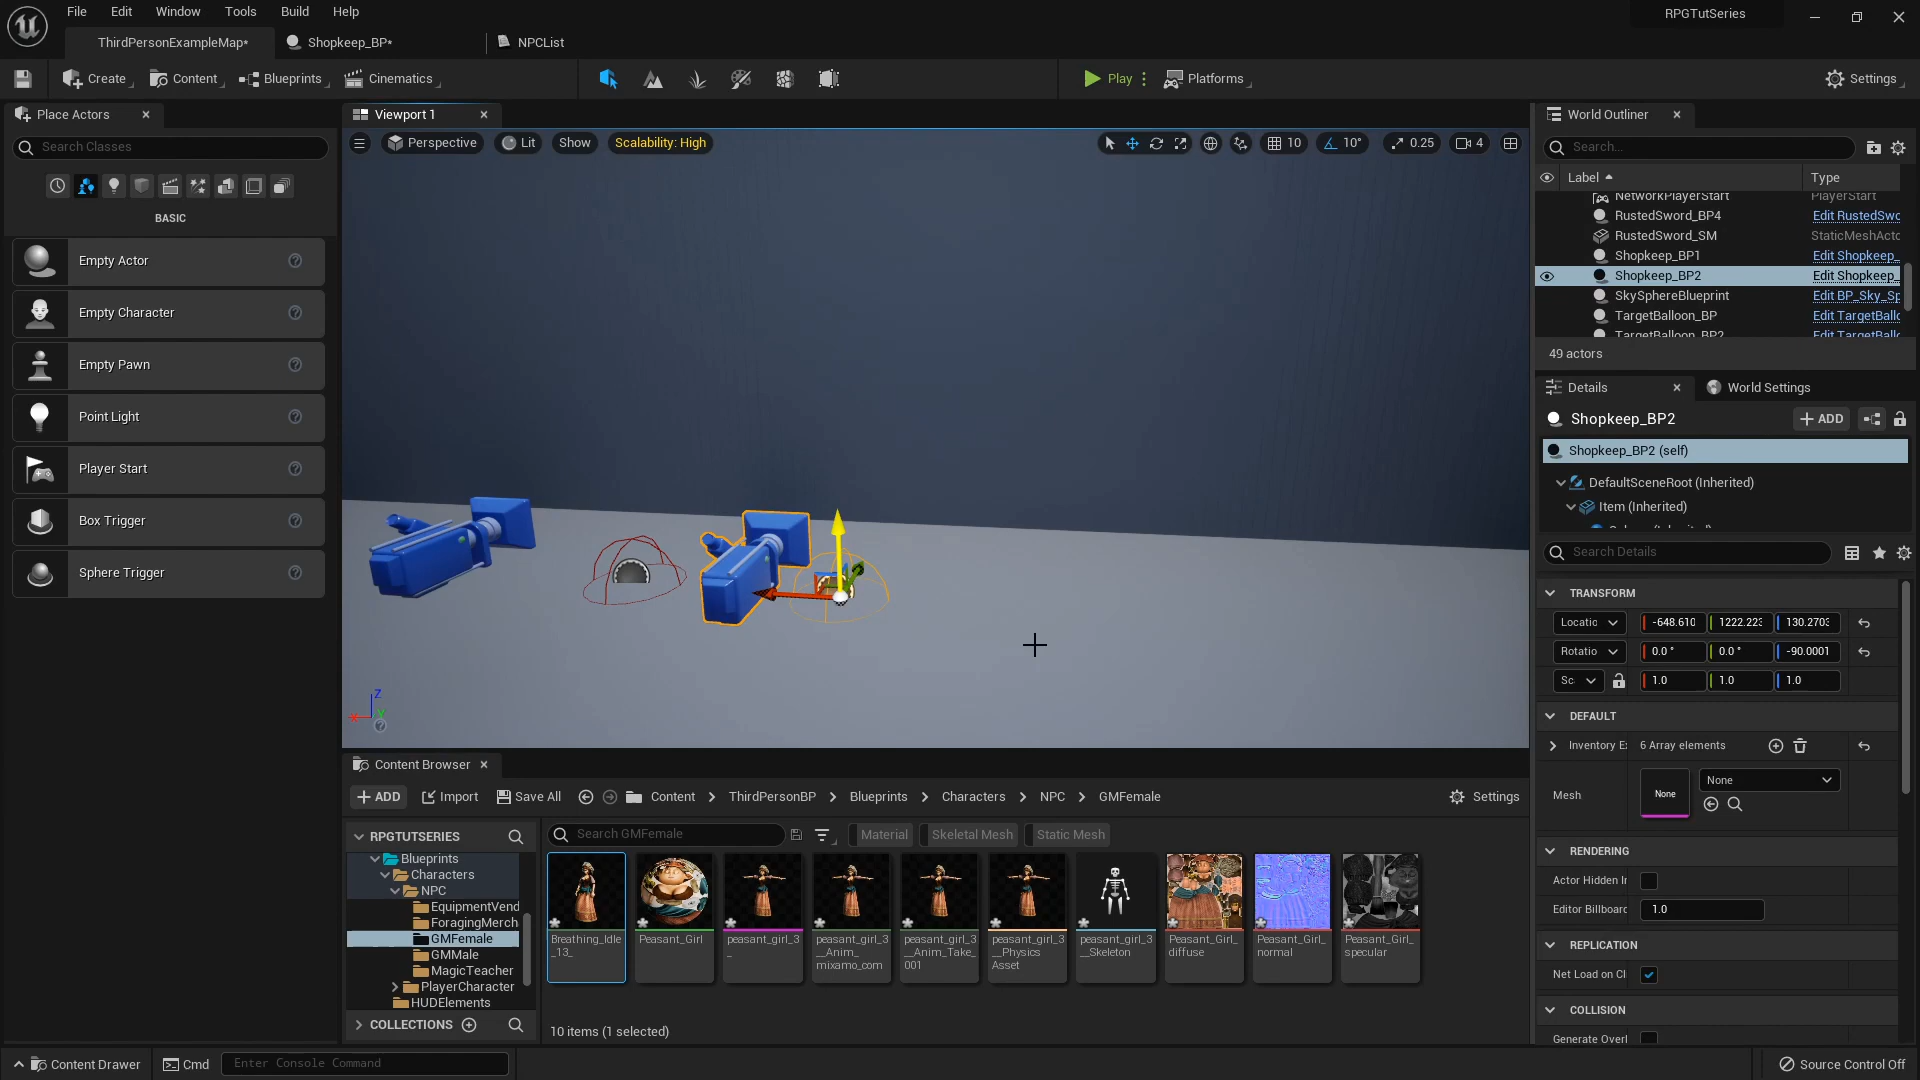 File Edit Window Tools Build Help
RPGTutSeries
ThirdPersonExampleMap*
Shopkeep_BP*
NPCList
Create
Content
Blueprints
Cinematics
Play
Platforms
Settings
Place Actors
Search Classes
BASIC
Empty Actor
Empty Character
Empty Pawn
Point Light
Player Start
Box Trigger
Sphere Trigger
Viewport 1
Perspective
Lit
Show
Scalability: High
10
10°
0.25
4
Z
X
Y
World Outliner
Search...
Label
Type
NetworkPlayerStart PlayerStart
RustedSword_BP4 Edit RustedSwo
RustedSword_SM StaticMeshActo
Shopkeep_BP1 Edit Shopkeep_
Shopkeep_BP2 Edit Shopkeep_
SkySphereBlueprint Edit BP_Sky_Sp
TargetBalloon_BP Edit TargetBallo
TargetBalloon_BP2 Edit TargetBallo
49 actors
Details
World Settings
Shopkeep_BP2
ADD
Shopkeep_BP2 (self)
DefaultSceneRoot (Inherited)
Item (Inherited)
Search Details
TRANSFORM
Locatio -648.610 1222.223 130.2703
Rotatio 0.0 ° 0.0 ° -90.0001
Sc 1.0 1.0 1.0
DEFAULT
Inventory E 6 Array elements
Mesh
None
None
RENDERING
Actor Hidden I
Editor Billboard 1.0
REPLICATION
Net Load on Cl
COLLISION
Generate Overl
Content Browser
ADD
Import
Save All
Content > ThirdPersonBP > Blueprints > Characters > NPC > GMFemale
Settings
RPGTUTSERIES
Blueprints
Characters
NPC
EquipmentVend
ForagingMerch
GMFemale
GMMale
MagicTeacher
PlayerCharacter
HUDElements
COLLECTIONS
Search GMFemale
Material
Skeletal Mesh
Static Mesh
Breathing_Idle
_13_
Peasant_Girl
peasant_girl_3
_
peasant_girl_3
__Anim_
mixamo_com
peasant_girl_3
__Anim_Take_
001
peasant_girl_3
__Physics
Asset
peasant_girl_3
__Skeleton
Peasant_Girl_
diffuse
Peasant_Girl_
normal
Peasant_Girl_
specular
10 items (1 selected)
Content Drawer
Cmd
Enter Console Command
Source Control Off